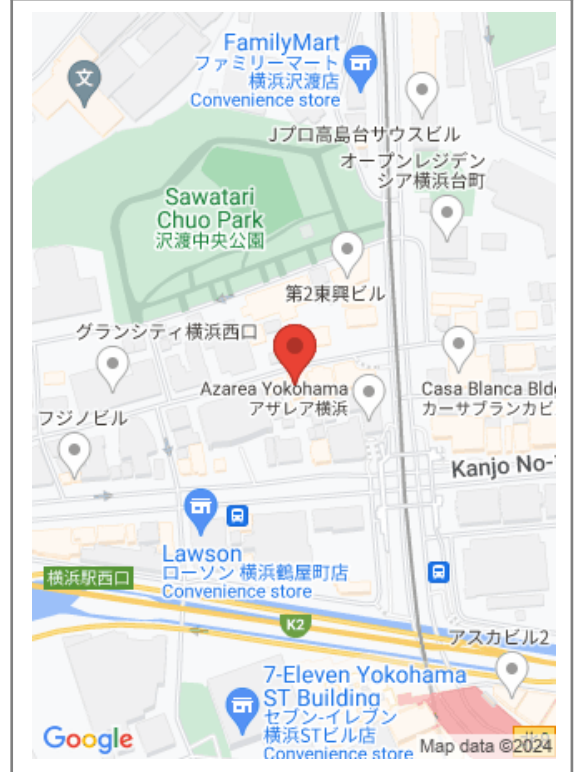 FamilyMart
ファミリーマート
横浜沢渡店
Convenience store
文
Jプロ高島台サウスビル
オープンレジデン
シア横浜台町
Sawatari
Chuo Park
沢渡中央公園
第2東興ビル
グランシティ横浜西口
Azarea Yokohama
アザレア横浜
Casa Blanca Bld
カーサブランカビ
フジノビル
Kanjo No-
Lawson
ローソン 横浜鶴屋町店
Convenience store
横浜駅西口
K2
アスカビル2
7-Eleven Yokohama
ST Building
セブン-イレブン
横浜STビル店
Convenience store
Google
Map data ©2024